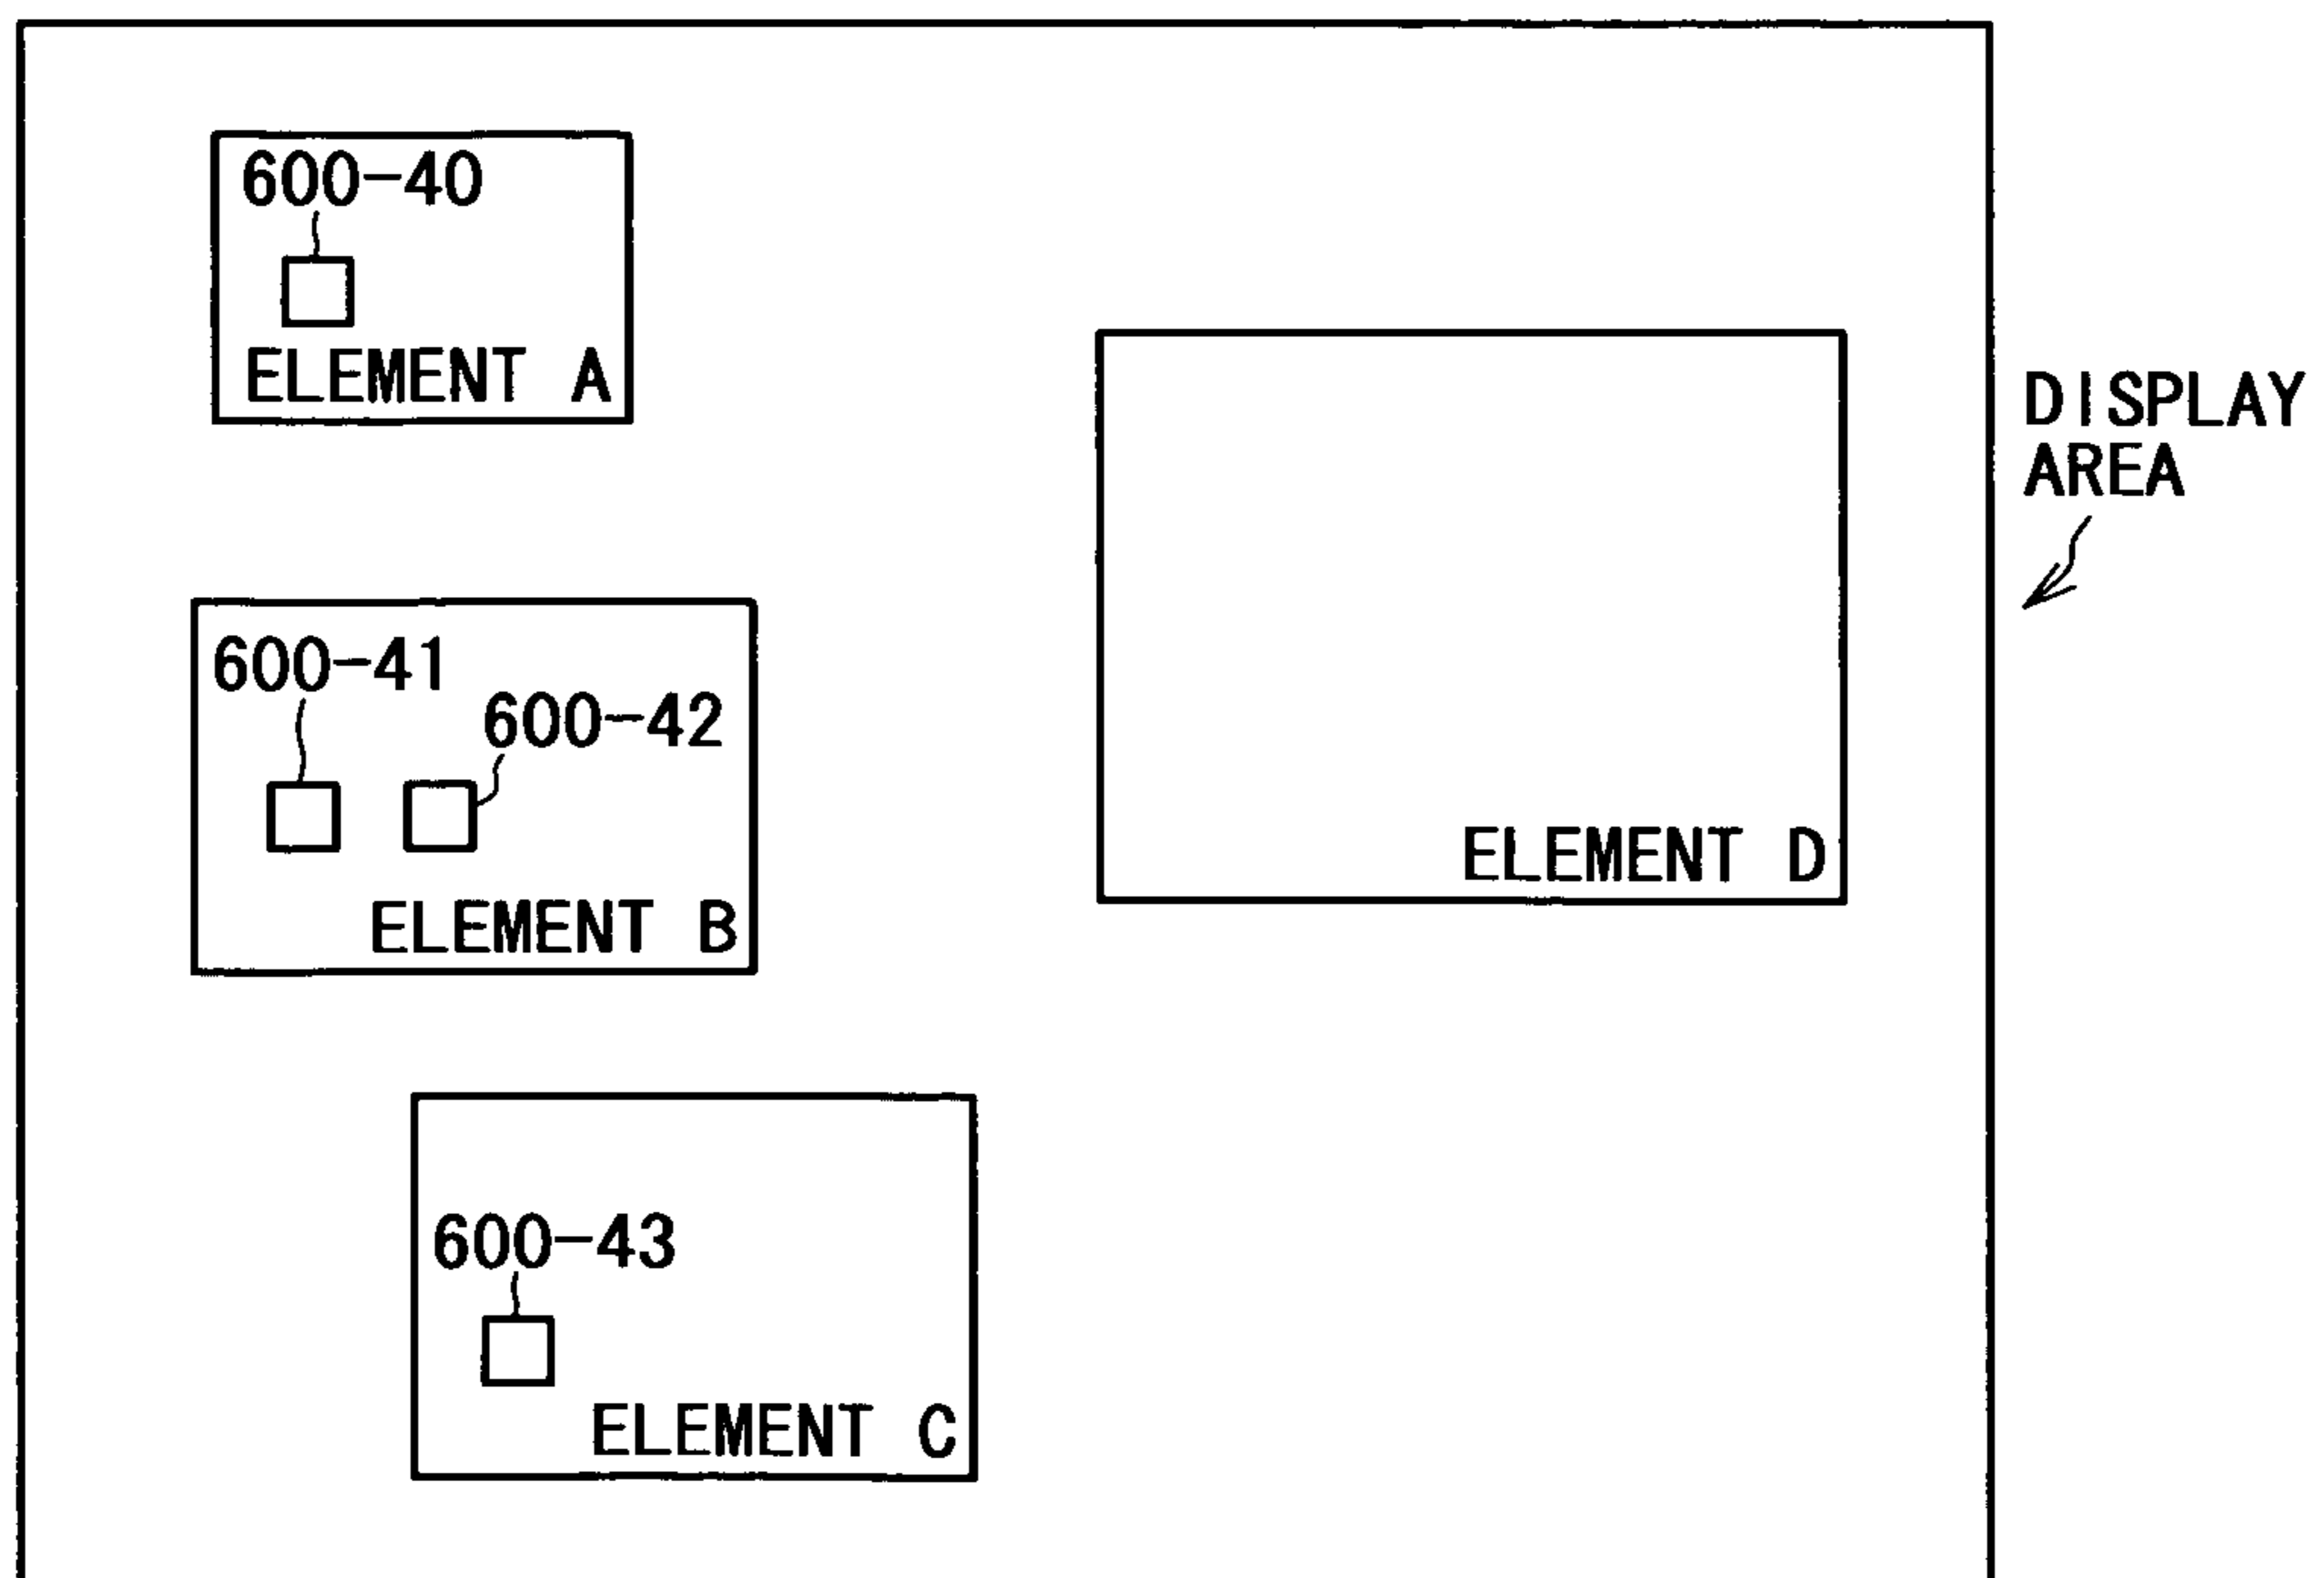 600-40
ELEMENT A
DISPLAY
AREA
600-41
600-42
ELEMENT D
ELEMENT B
600-43
ELEMENT C